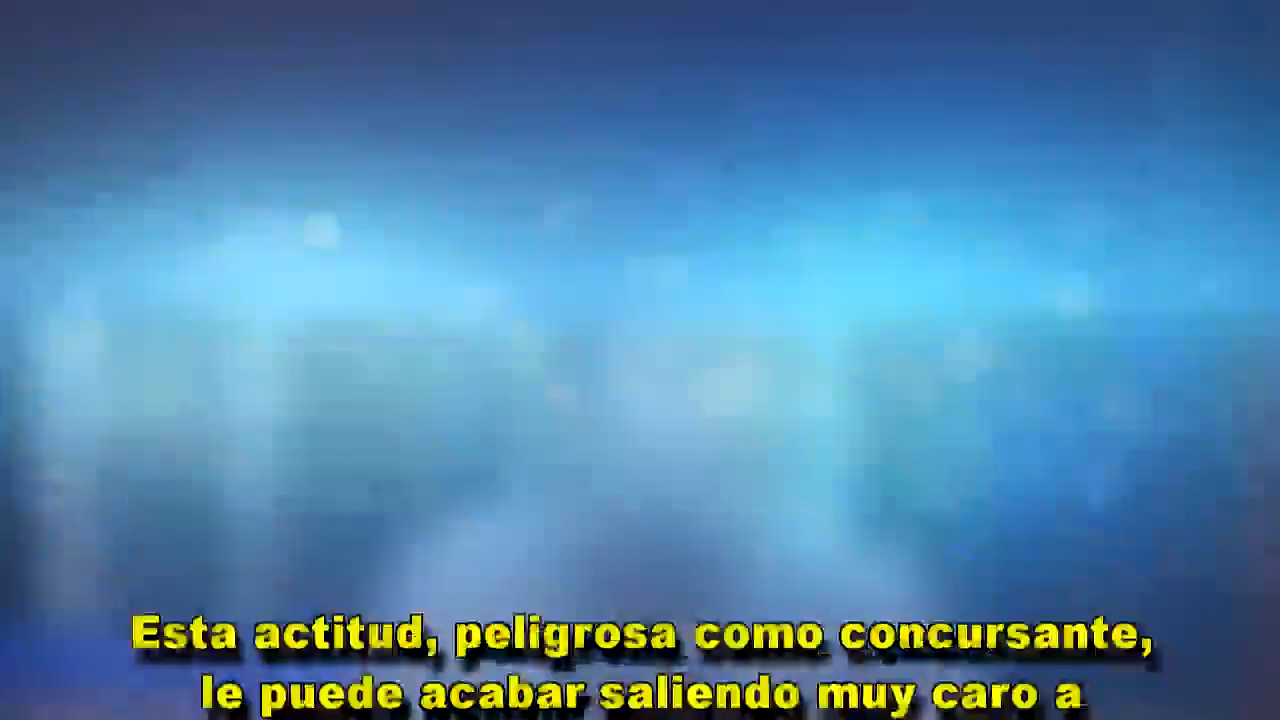 Esta actitud, peligrosa como concursante,
le puede acabar saliendo muy caro a